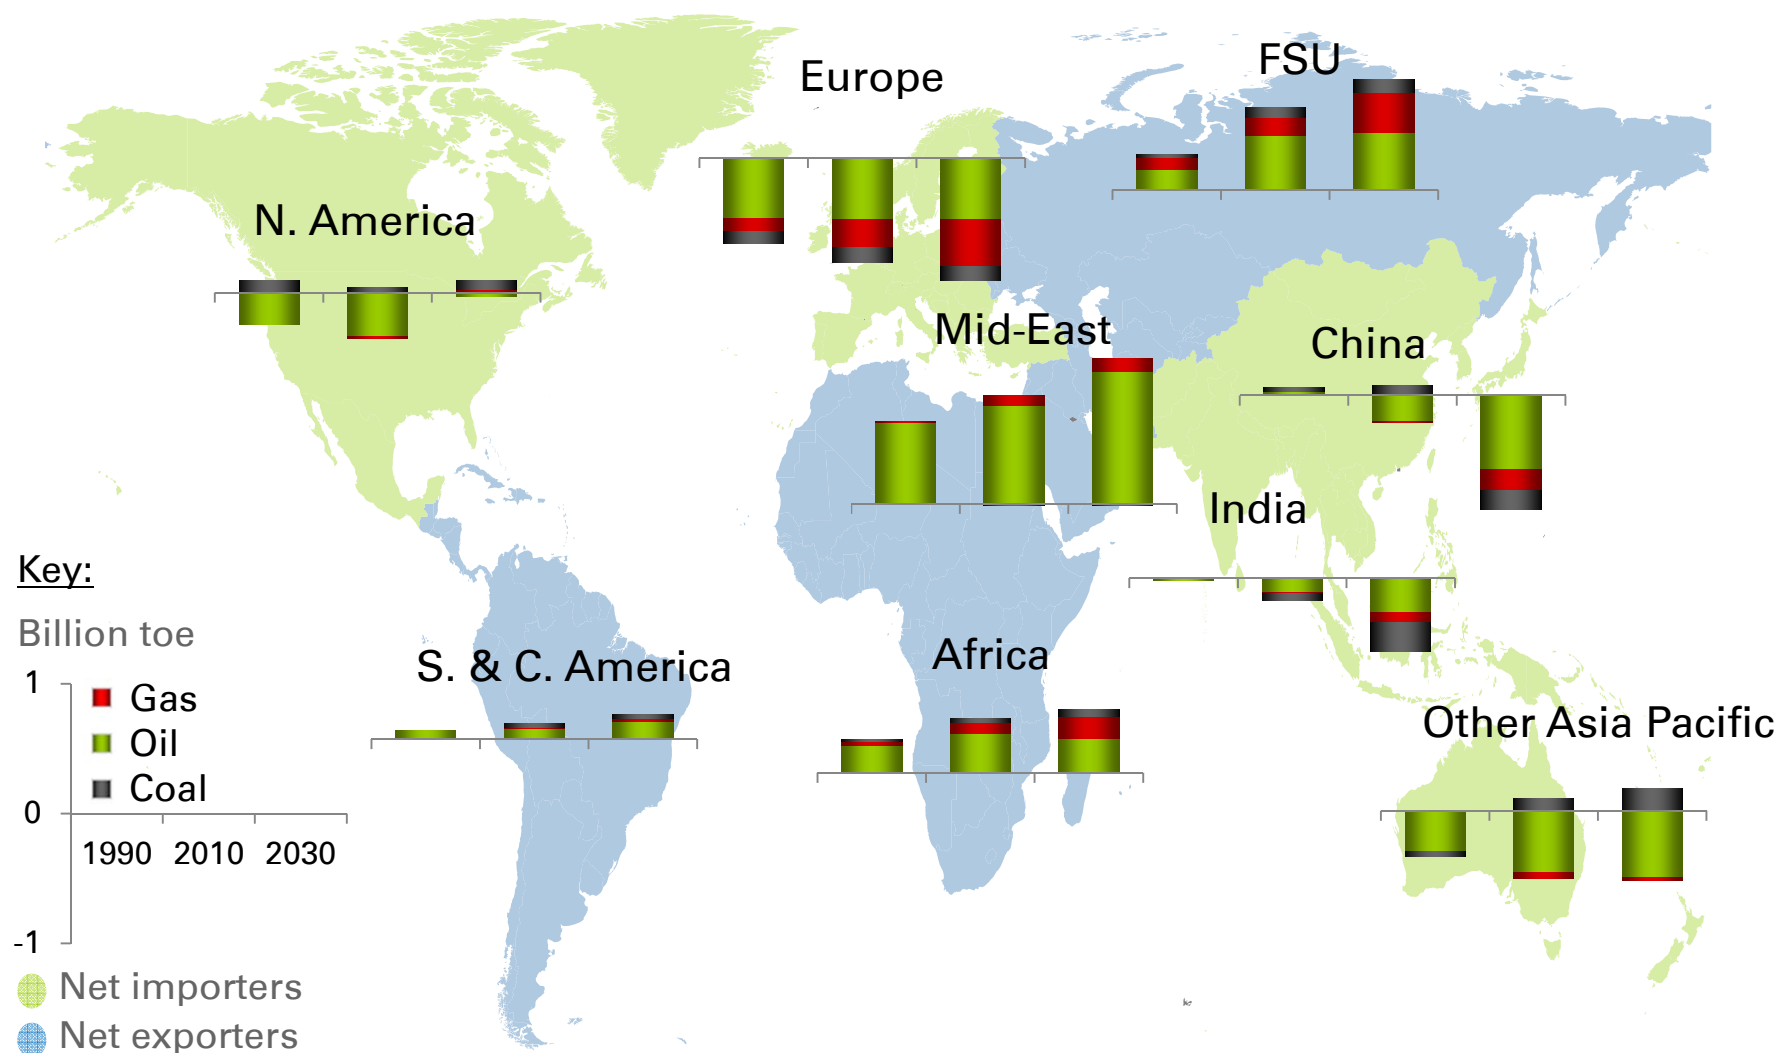 FSU
Europe
N. America
Mid-East
China
India
Key:
Billion toe
S. & C. America
Africa
1
Gas
Other Asia Pacific
Oil
Coal
0
1990 2010 2030
-1
Net importers
Net exporters